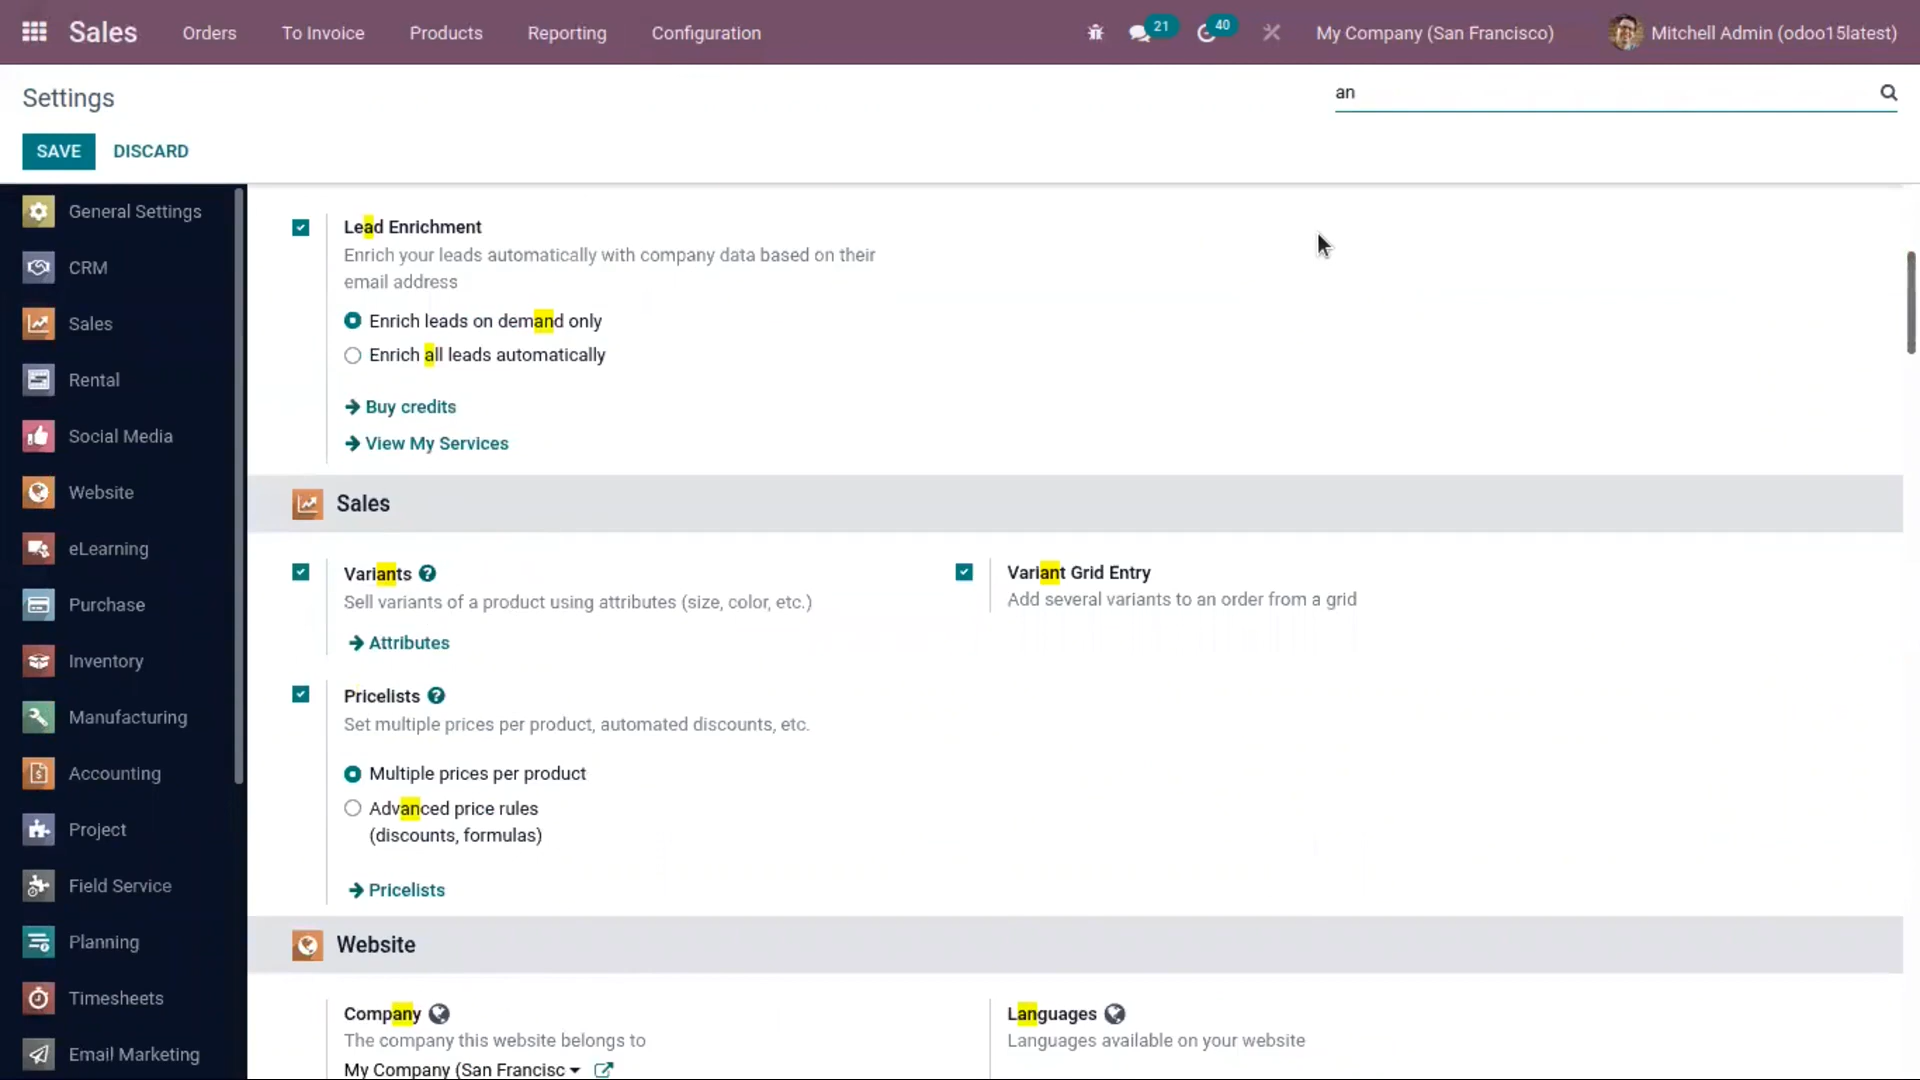 Sales Orders To Invoice Products Reporting Configuration 21 40 My Company (San Francisco) Mitchell Admin (odoo15latest)
Settings an
SAVE DISCARD
General Settings
CRM
Sales
Rental
Social Media
Website
eLearning
Purchase
Inventory
Manufacturing
Accounting
Project
Field Service
Planning
Timesheets
Email Marketing
Lead Enrichment
Enrich your leads automatically with company data based on their
email address
Enrich leads on demand only
Enrich all leads automatically
Buy credits
View My Services
Sales
Variants
Sell variants of a product using attributes (size, color, etc.)
Attributes
Variant Grid Entry
Add several variants to an order from a grid
Pricelists
Set multiple prices per product, automated discounts, etc.
Multiple prices per product
Advanced price rules
(discounts, formulas)
Pricelists
Website
Company
The company this website belongs to
My Company (San Francisc
Languages
Languages available on your website